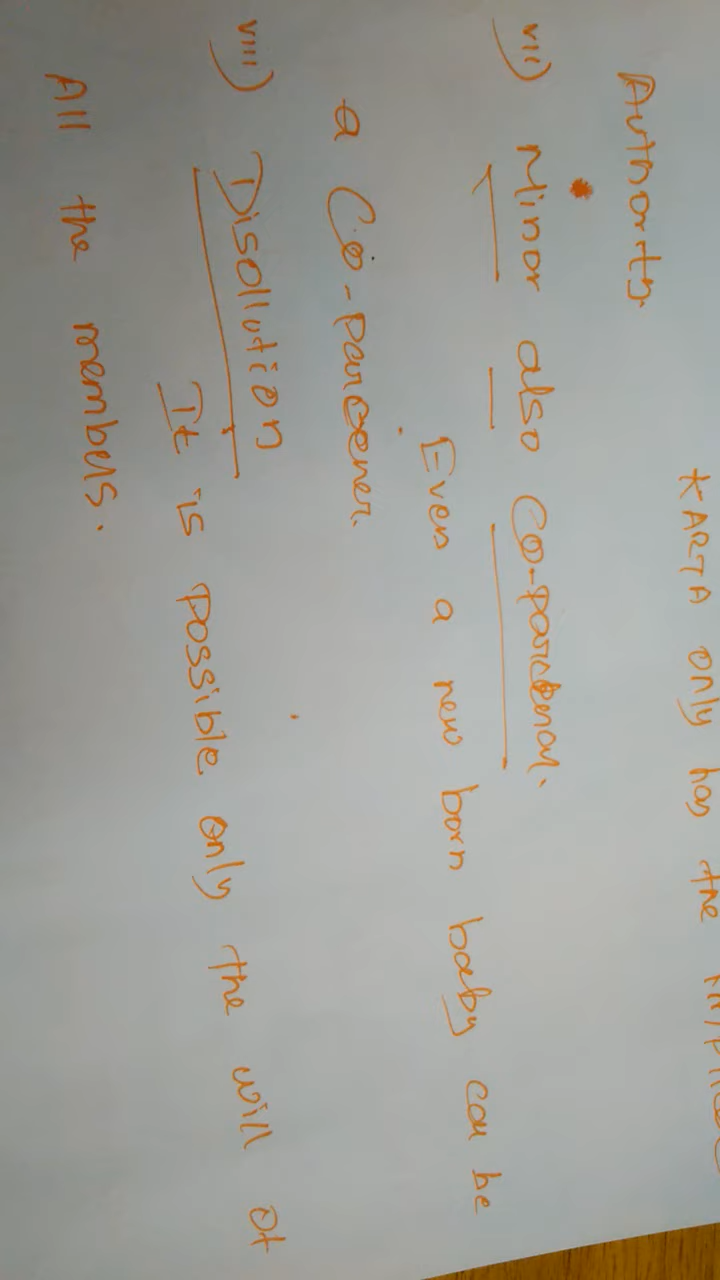 KARTA only has the implied
Authority.
vii) Minor also Co-parcenar.
Even a new born baby can be
a Co-parcener.
viii) Disollution
It is possible only the will of
All the members.